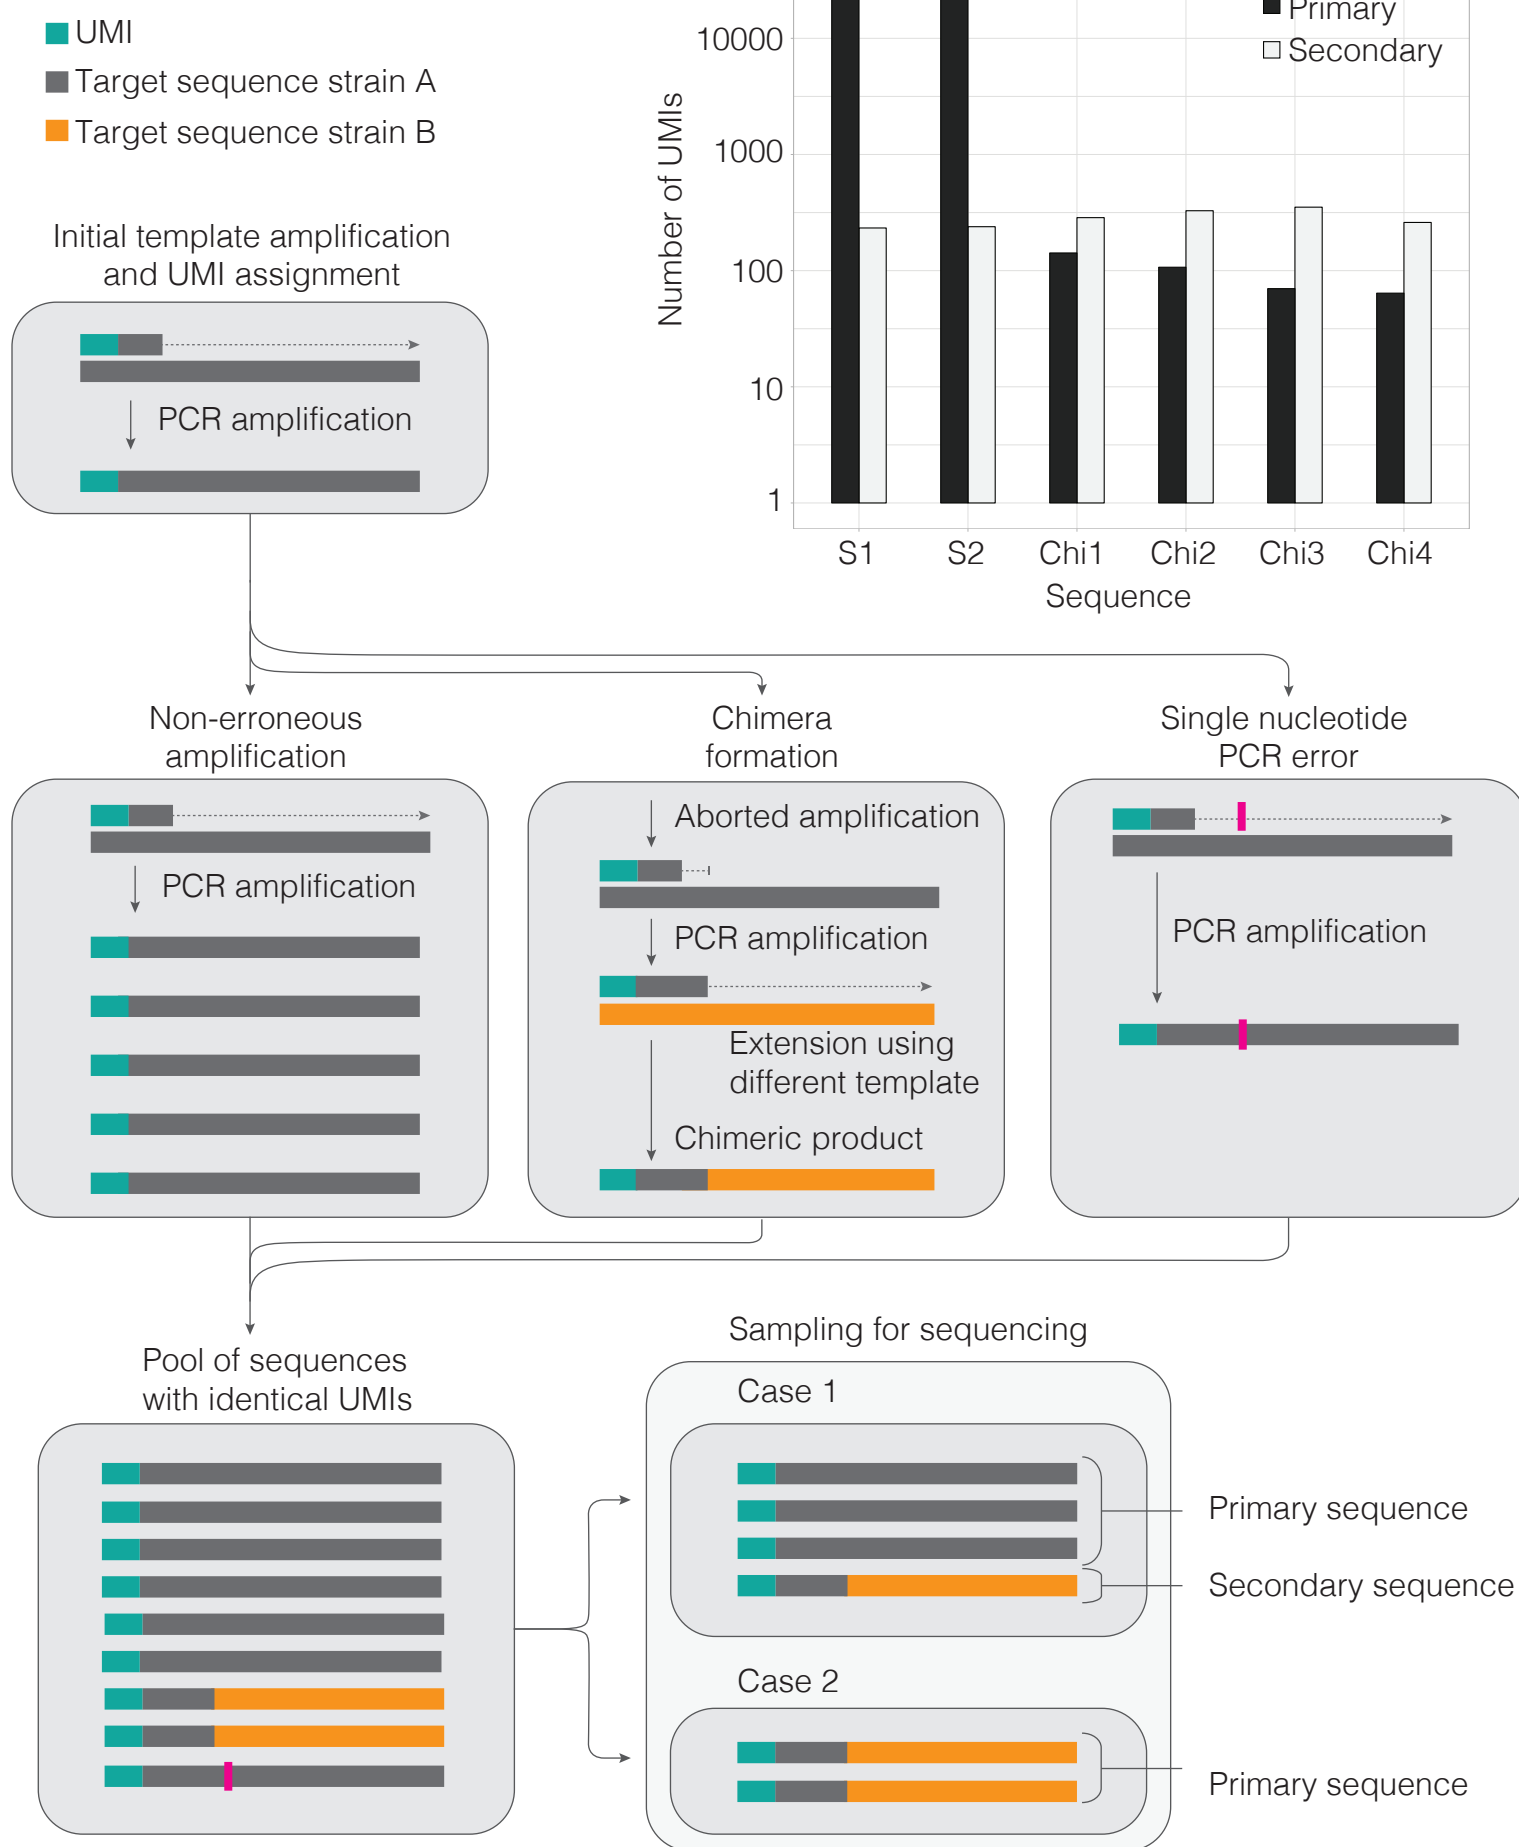 UMI
Target sequence strain A
Target sequence strain B
Primary
Secondary
10000
1000
100
10
1
Number of UMIs
S1 S2 Chi1 Chi2 Chi3 Chi4
Sequence
Initial template amplification
and UMI assignment
PCR amplification
Non-erroneous
amplification
PCR amplification
Chimera
formation
Aborted amplification
PCR amplification
Extension using
different template
Chimeric product
Single nucleotide
PCR error
PCR amplification
Pool of sequences
with identical UMIs
Sampling for sequencing
Case 1
Primary sequence
Secondary sequence
Case 2
Primary sequence